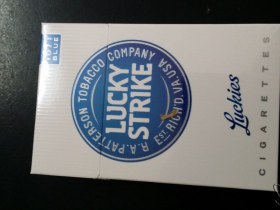 R.A. PATTERSON TOBACCO COMPANY
LUCKY
STRIKE
EST. RICH'D, VA. USA
Luckies
CIGARETTES
BLUE